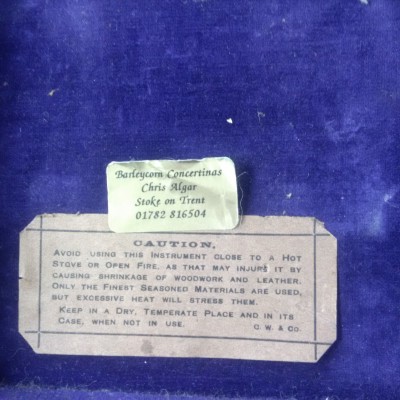 Barleycorn Concertinas
Chris Algar
Stoke on Trent
01782 816504
CAUTION,
AVOID USING THIS INSTRUMENT CLOSE TO A HOT
STOVE OR OPEN FIRE, AS THAT MAY INJURE IT BY
CAUSING SHRINKAGE OF WOODWORK AND LEATHER.
ONLY THE FINEST SEASONED MATERIALS ARE USED,
BUT EXCESSIVE HEAT WILL STRESS THEM.
KEEP IN A DRY, TEMPERATE PLACE AND IN ITS
CASE, WHEN NOT IN USE. C. W. & CO.